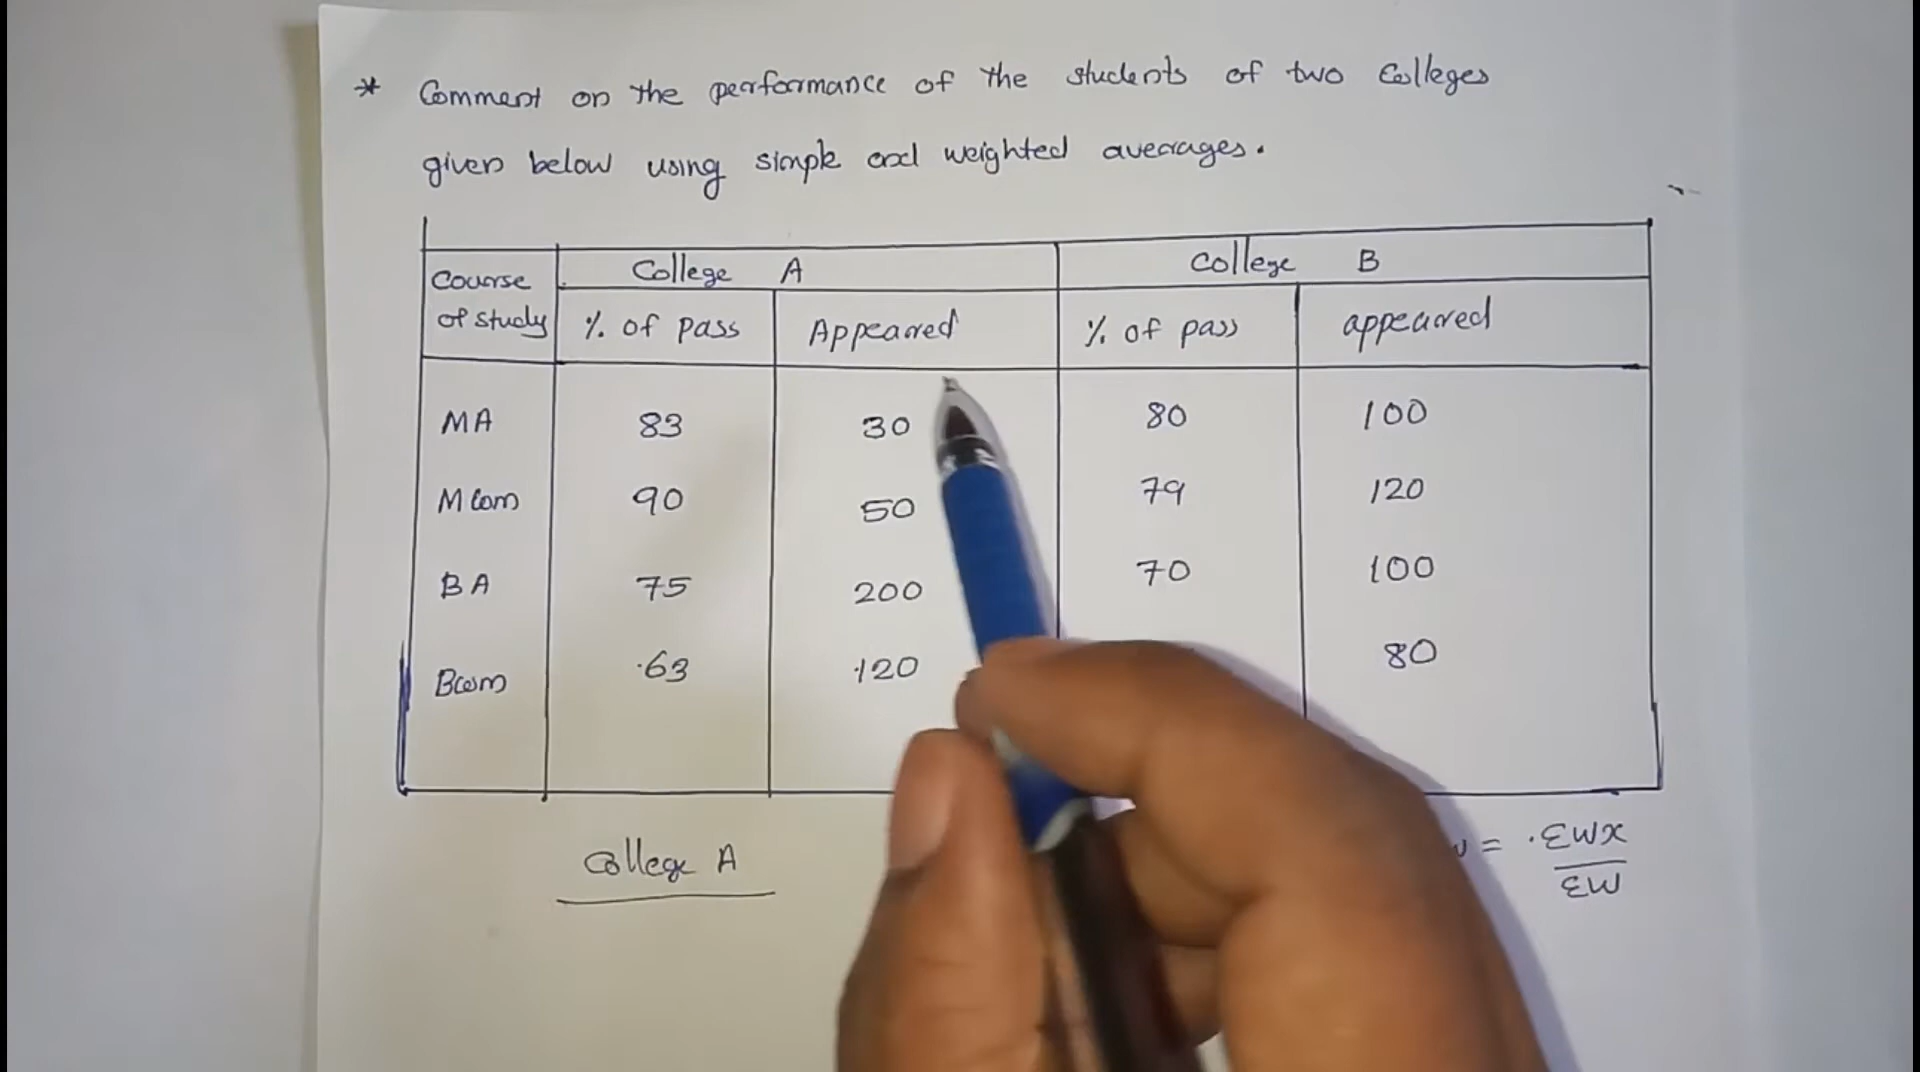 * Comment on the performance of the students of two Colleges
given below using simple and weighted averages.
Course of study College A College B
% of pass Appeared % of pass appeared
MA 83 30 80 100
M Com 90 50 79 120
BA 75 200 70 100
Bcom 63 120 80
College A
= Σwx
Σw